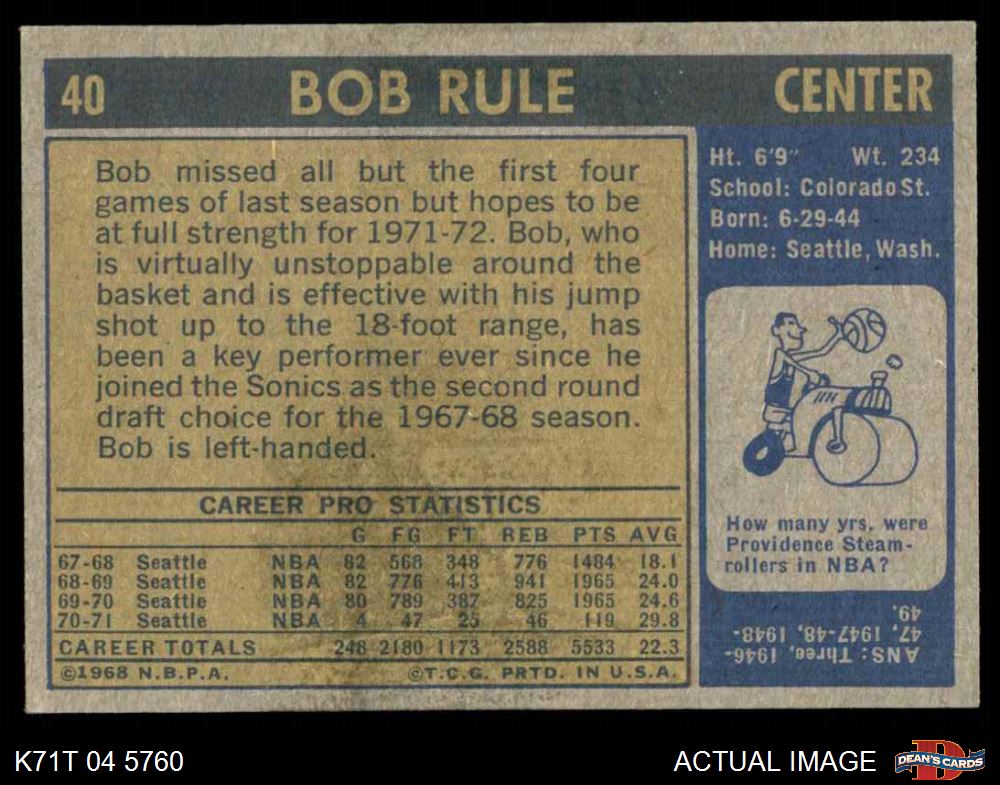 40 BOB RULE CENTER
Bob missed all but the first four
games of last season but hopes to be
at full strength for 1971-72. Bob, who
is virtually unstoppable around the
basket and is effective with his jump
shot up to the 18-foot range, has
been a key performer ever since he
joined the Sonics as the second round
draft choice for the 1967-68 season.
Bob is left-handed.
CAREER PRO STATISTICS
G FG FT REB PTS AVG
67-68 Seattle NBA 82 568 348 776 1484 18.1
68-69 Seattle NBA 82 776 413 941 1965 24.0
69-70 Seattle NBA 80 789 387 825 1965 24.6
70-71 Seattle NBA 4 47 25 46 119 29.8
CAREER TOTALS 248 2180 1173 2588 5533 22.3
©1968 N.B.P.A. ©T.C.G. PRTD. IN U.S.A.
Ht. 6'9" Wt. 234
School: Colorado St.
Born: 6-29-44
Home: Seattle, Wash.
How many yrs. were
Providence Steam-
rollers in NBA?
ANS: Three, 1946-
47, 1947-48, 1948-
49.
K71T 04 5760 ACTUAL IMAGE DEAN'S CARDS